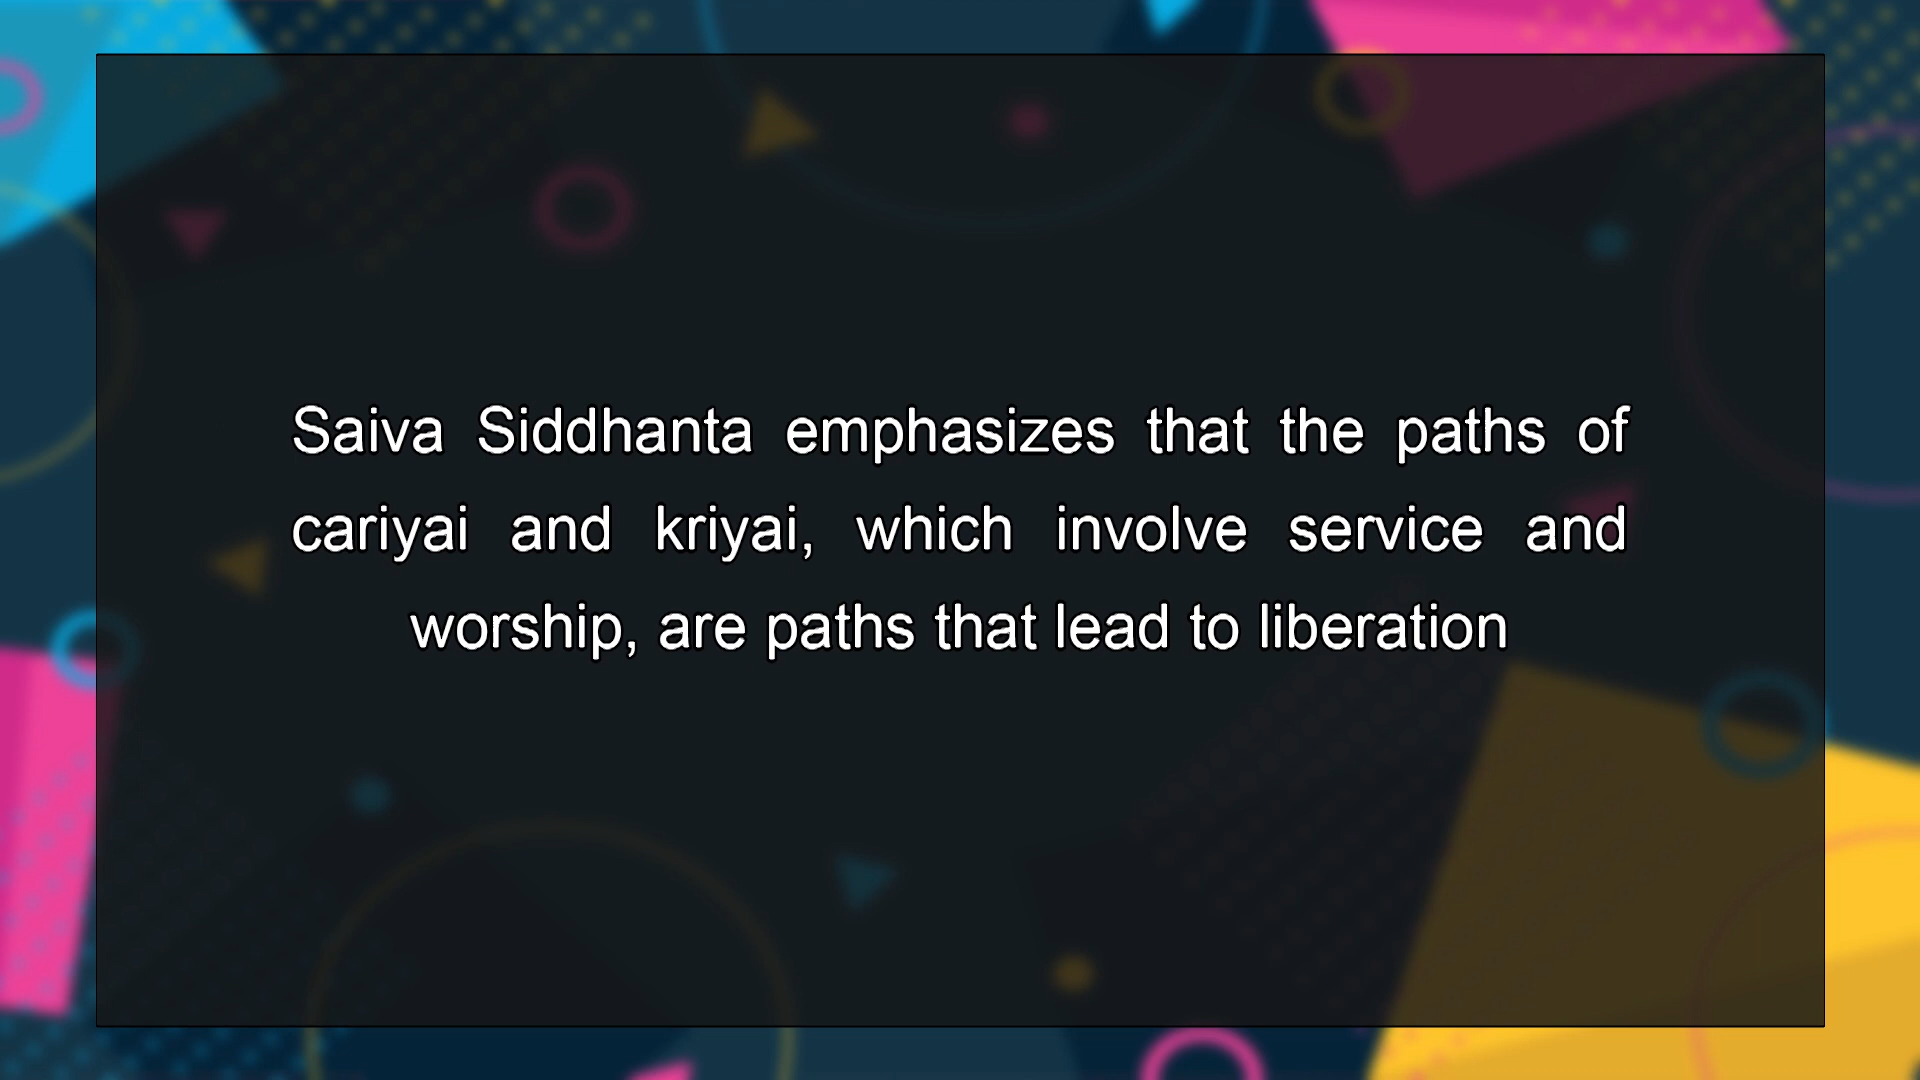 Saiva Siddhanta emphasizes that the paths of
cariyai and kriyai, which involve service and
worship, are paths that lead to liberation